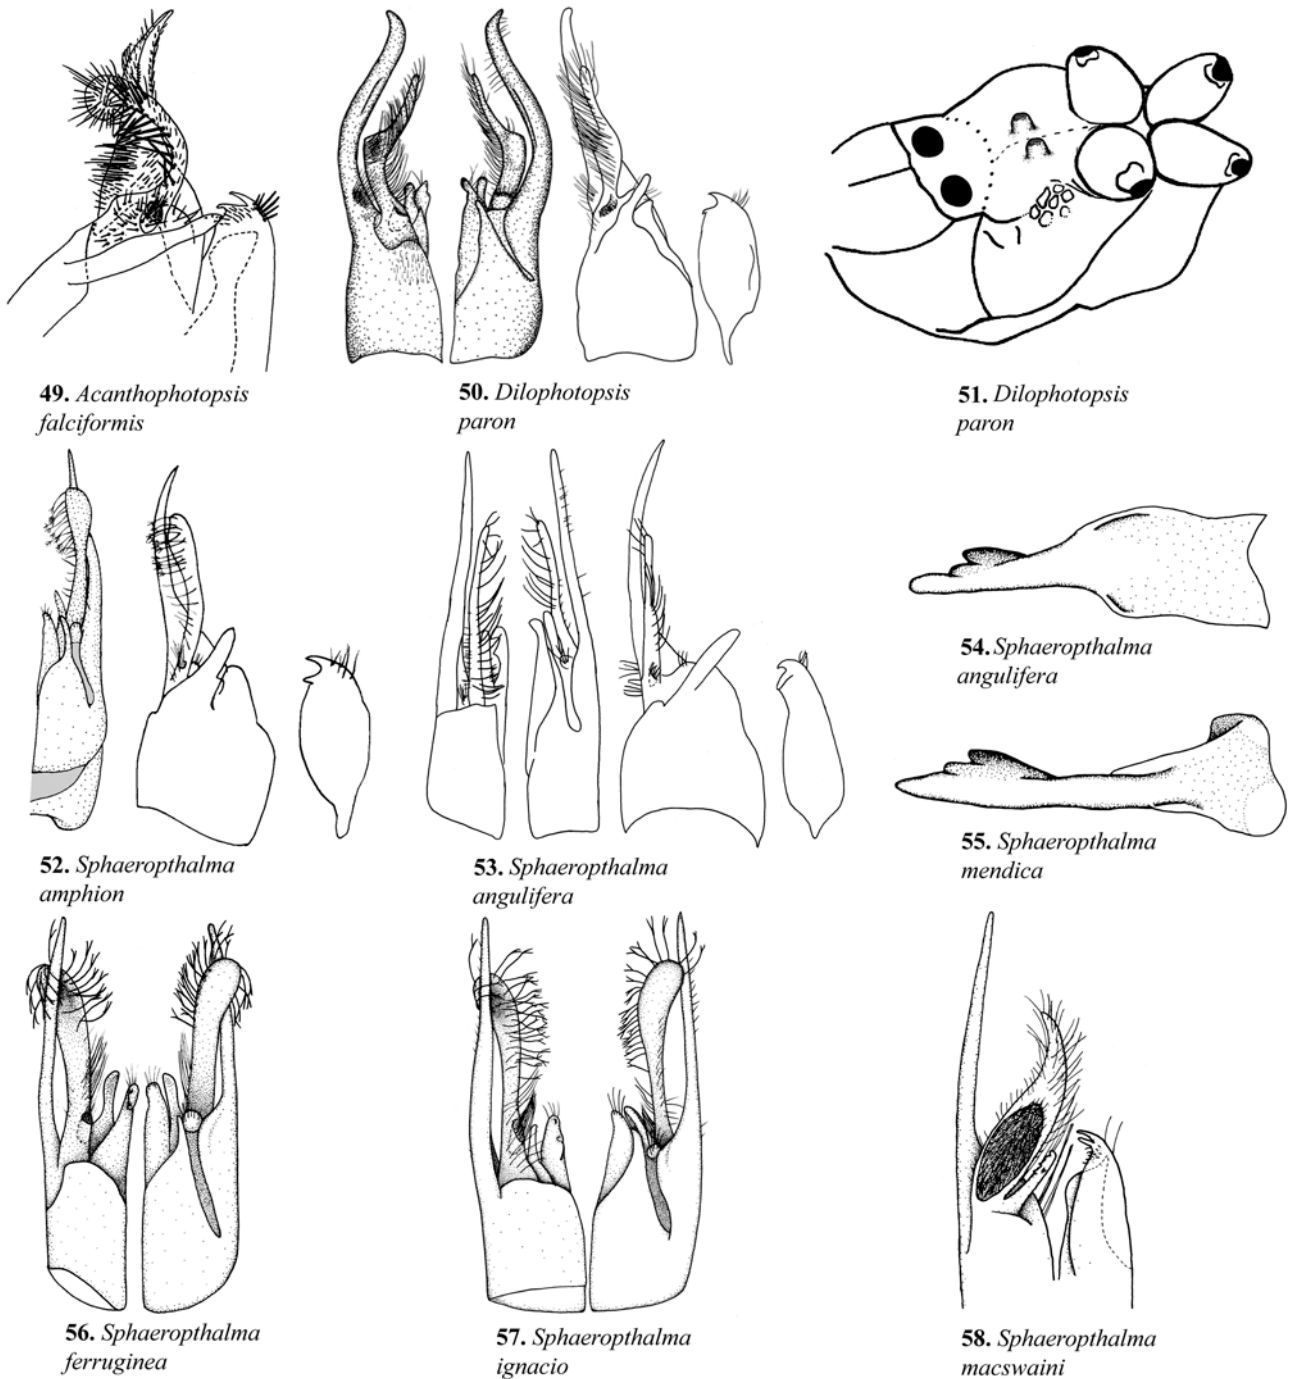 49. Acanthophotopsis
falciformis
50. Dilophotopsis
paron
51. Dilophotopsis
paron
54. Sphaeropthalma
angulifera
55. Sphaeropthalma
mendica
52. Sphaeropthalma
amphion
53. Sphaeropthalma
angulifera
56. Sphaeropthalma
ferruginea
57. Sphaeropthalma
ignacio
58. Sphaeropthalma
macswaini